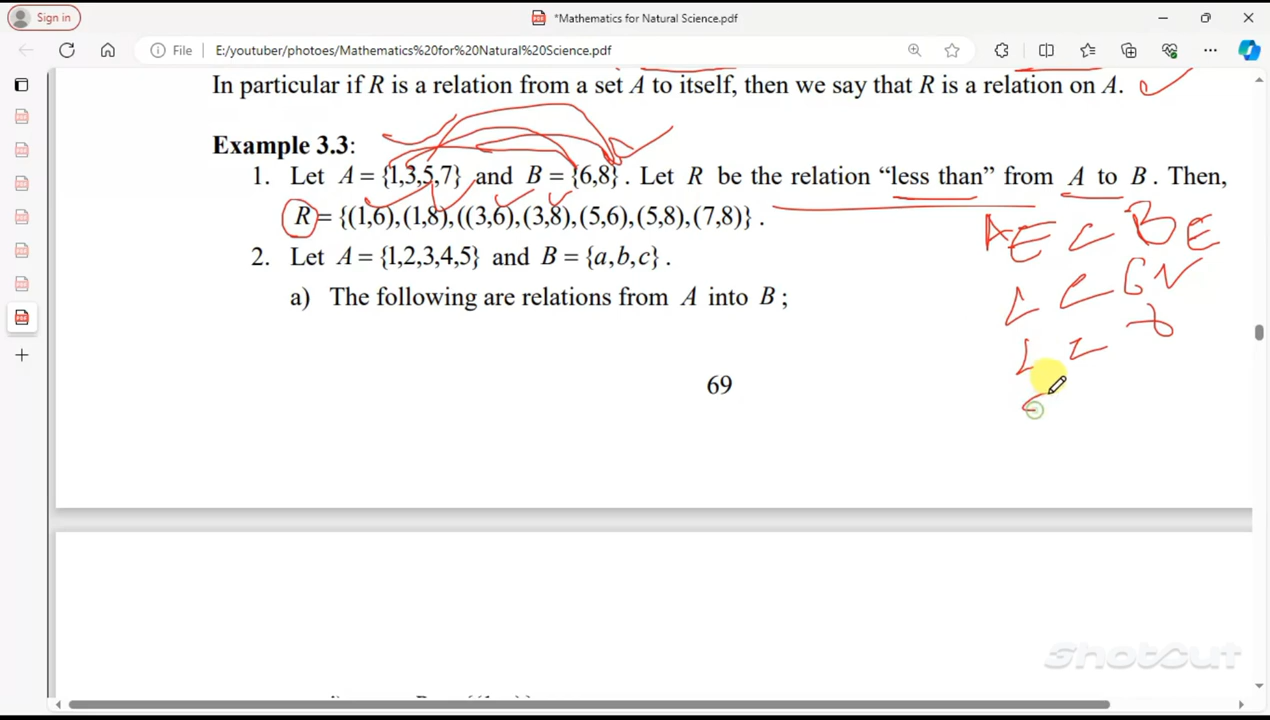 Sign in
*Mathematics for Natural Science.pdf
File
E:/youtuber/photoes/Mathematics%20for%20Natural%20Science.pdf
In particular if R is a relation from a set A to itself, then we say that R is a relation on A.
Example 3.3:
1. Let A = {1,3,5,7} and B = {6,8}. Let R be the relation “less than” from A to B. Then,
R = {(1,6),(1,8),((3,6),(3,8),(5,6),(5,8),(7,8)}.
AE < BE
2. Let A = {1,2,3,4,5} and B = {a,b,c}.
a) The following are relations from A into B;
69
Shotcut